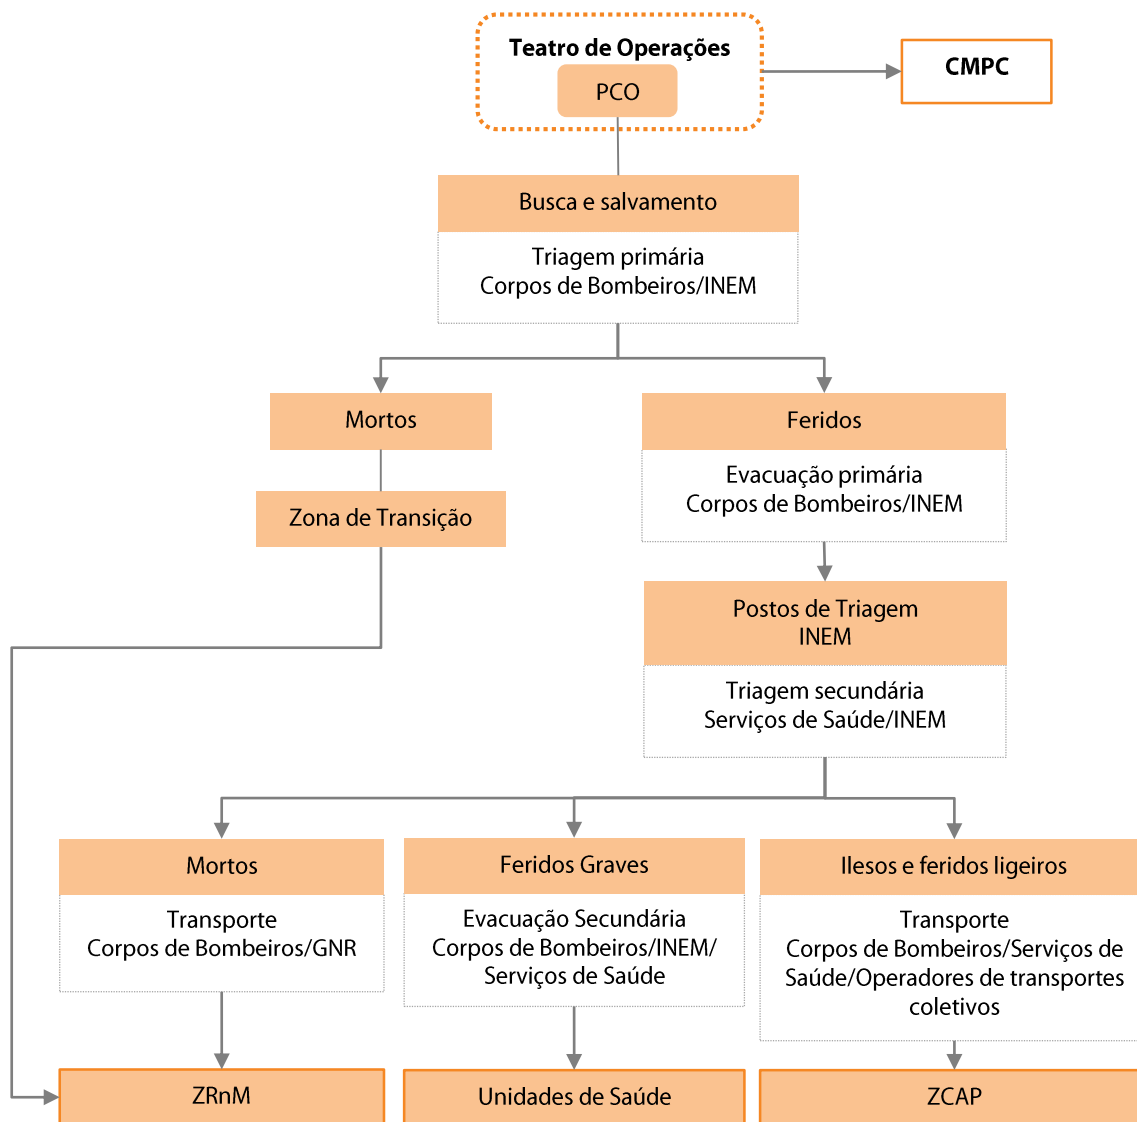 Teatro de Operações
PCO
CMPC
Busca e salvamento
Triagem primária
Corpos de Bombeiros/INEM
Mortos
Feridos
Evacuação primária
Corpos de Bombeiros/INEM
Zona de Transição
Postos de Triagem
INEM
Triagem secundária
Serviços de Saúde/INEM
Mortos
Transporte
Corpos de Bombeiros/GNR
Feridos Graves
Evacuação Secundária
Corpos de Bombeiros/INEM/
Serviços de Saúde
Ilesos e feridos ligeiros
Transporte
Corpos de Bombeiros/Serviços de
Saúde/Operadores de transportes
coletivos
ZRnM
Unidades de Saúde
ZCAP